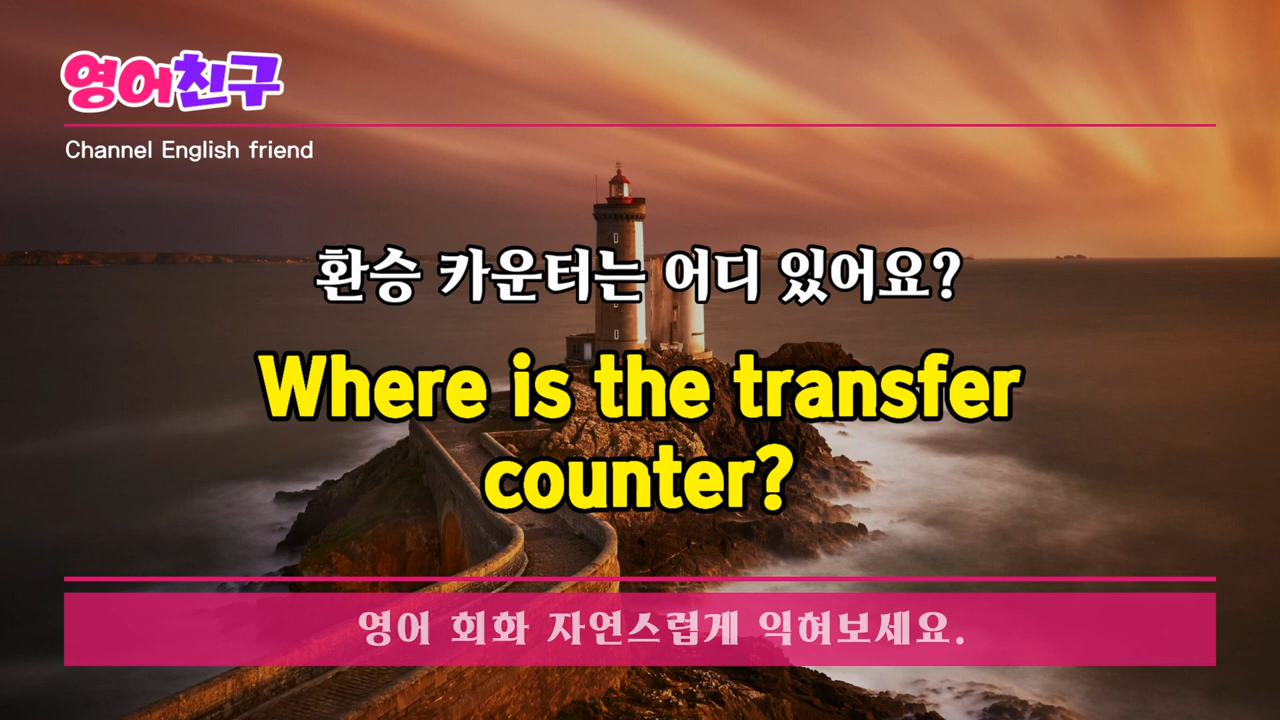 영어친구
Channel English friend
환승 카운터는 어디 있어요?
Where is the transfer
counter?
영어 회화 자연스럽게 익혀보세요.